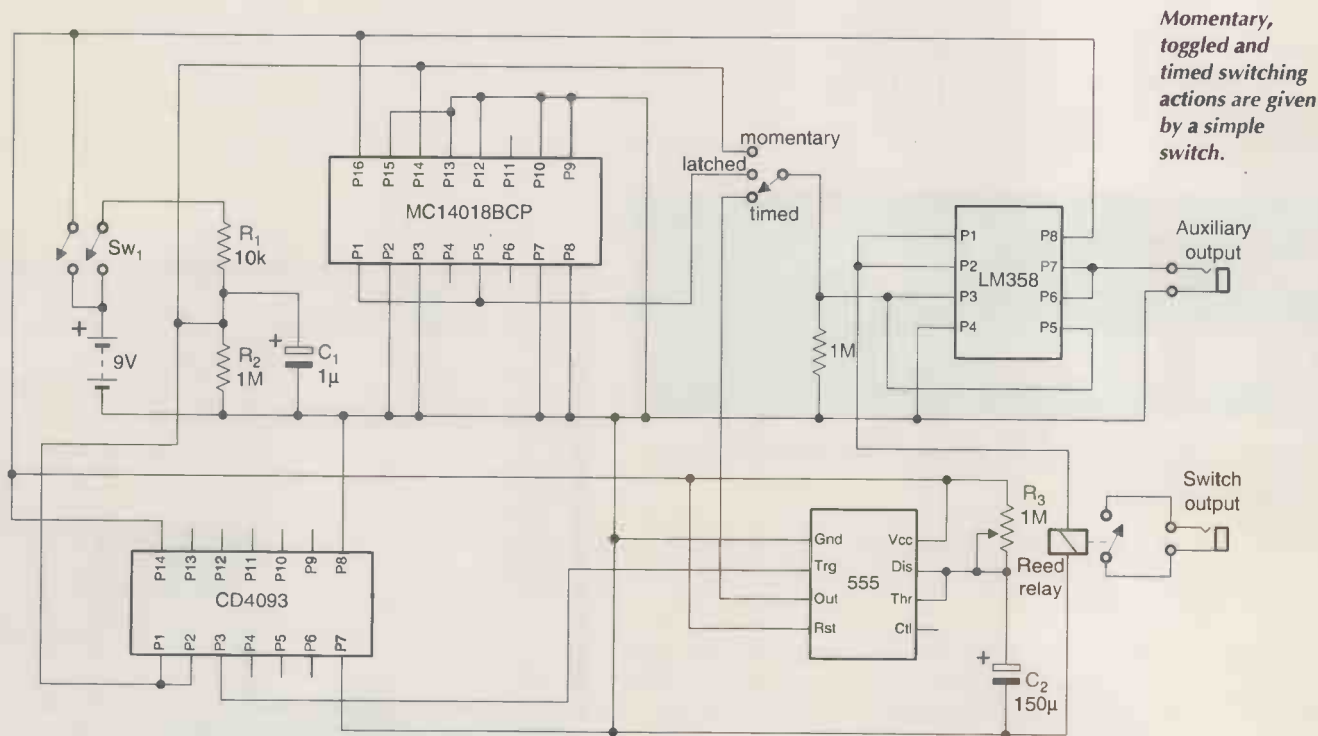 Momentary,
toggled and
timed switching
actions are given
by a simple
switch.
P16
P15
P14
P13
P12
P11
P10
P9
MC14018BCP
P1
P2
P3
P4
P5
P6
P7
P8
momentary
latched
timed
Sw1
R1
10k
R2
1M
C1
1µ
+
9V
+
1M
P1
P2
P3
P4
LM358
P8
P7
P6
P5
Auxiliary
output
P14
P13
P12
P11
P10
P9
P8
CD4093
P1
P2
P3
P4
P5
P6
P7
Gnd
Trg
Out
Rst
555
Vcc
Dis
Thr
Ctl
R3
1M
Reed
relay
Switch
output
+
C2
150µ